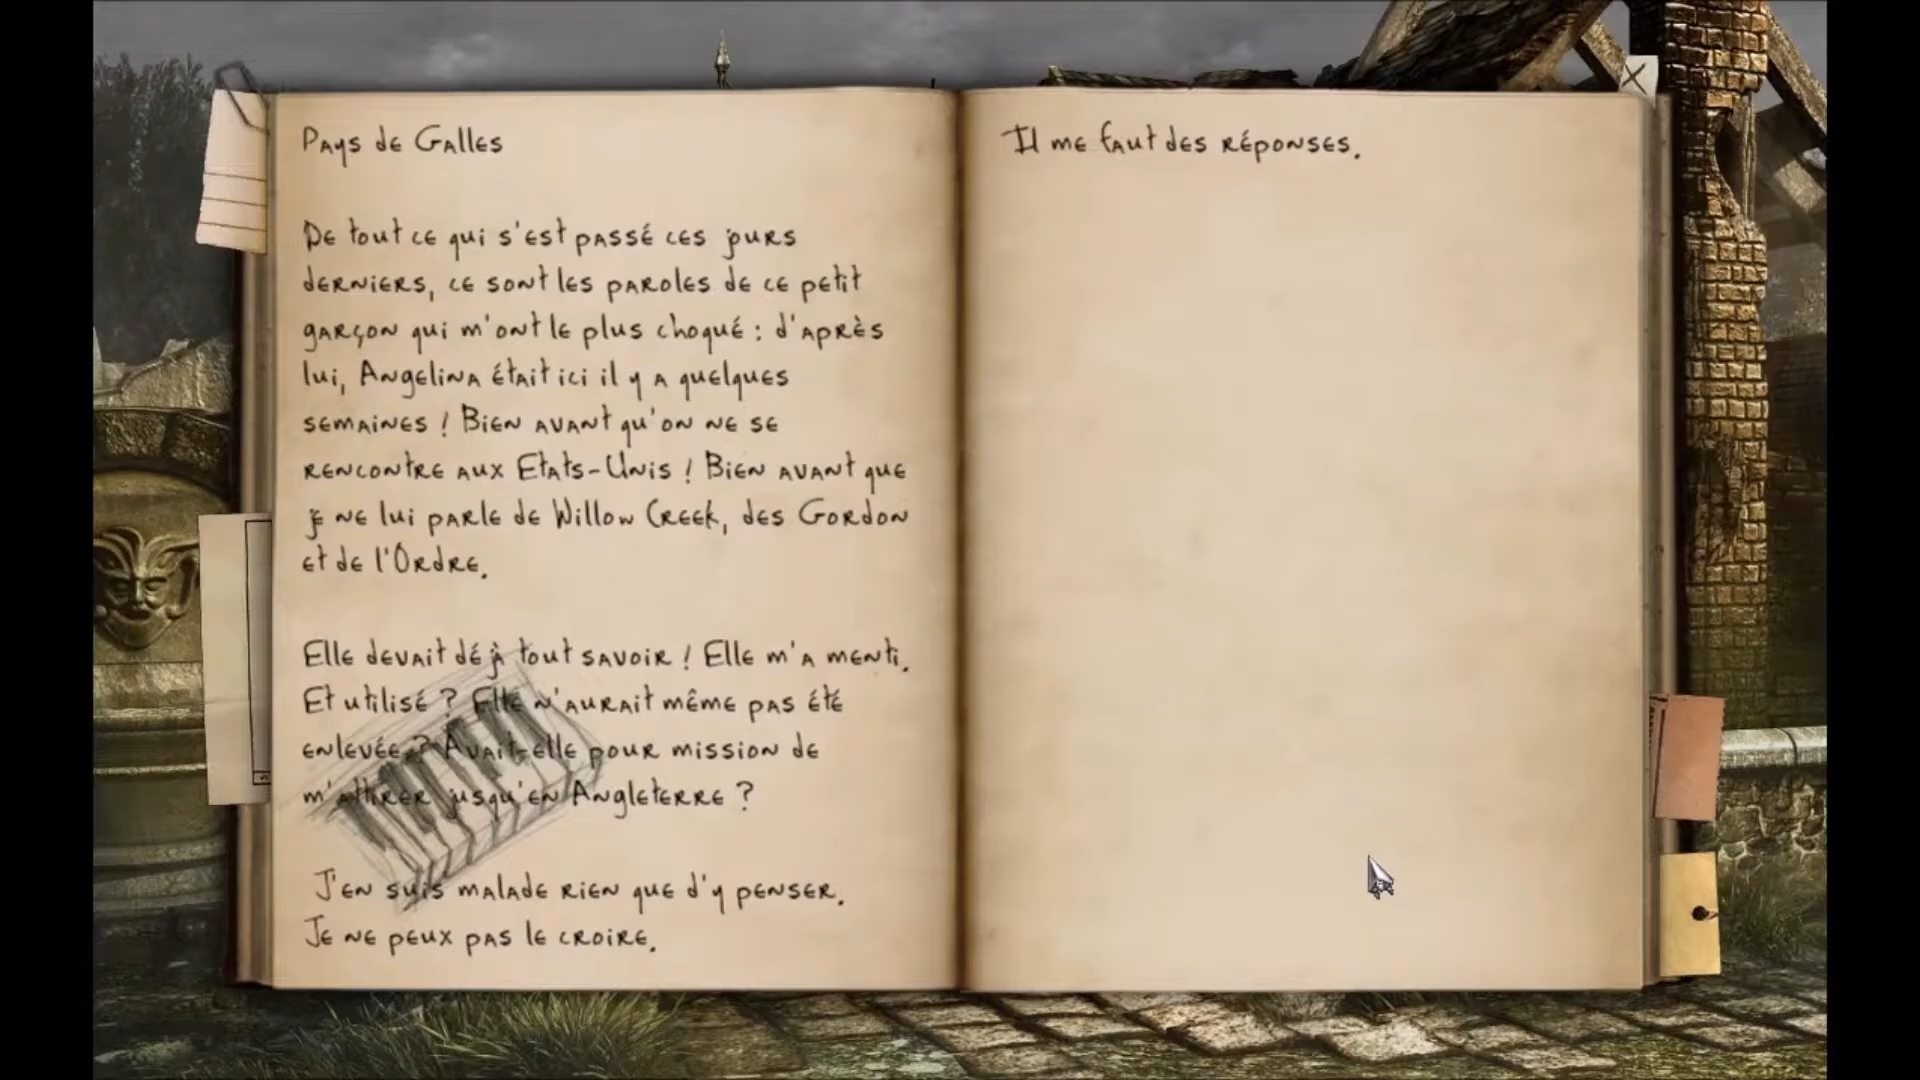 Pays de Galles
De tout ce qui s'est passé ces jours
derniers, ce sont les paroles de ce petit
garçon qui m'ont le plus choqué : d'après
lui, Angelina était ici il y a quelques
semaines ! Bien avant qu'on ne se
rencontre aux Etats-Unis ! Bien avant que
je ne lui parle de Willow Creek, des Gordon
et de l'Ordre.
Elle devait déjà tout savoir ! Elle m'a menti.
Et utilisé ? Elle n'aurait même pas été
enlevée ? Avait-elle pour mission de
m'attirer jusqu'en Angleterre ?
J'en suis malade rien que d'y penser.
Je ne peux pas le croire.
Il me faut des réponses.